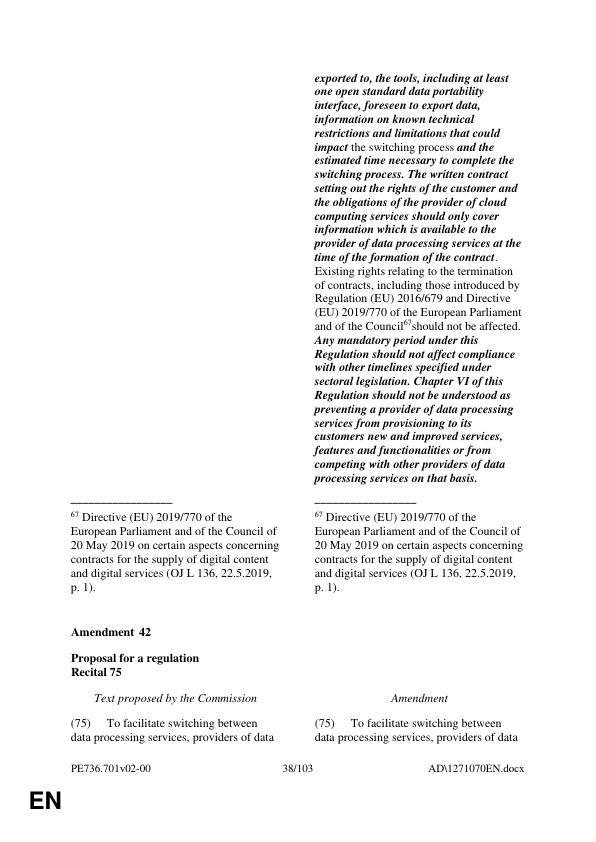 exported to, the tools, including at least
one open standard data portability
interface, foreseen to export data,
information on known technical
restrictions and limitations that could
impact the switching process and the
estimated time necessary to complete the
switching process. The written contract
setting out the rights of the customer and
the obligations of the provider of cloud
computing services should only cover
information which is available to the
provider of data processing services at the
time of the formation of the contract.
Existing rights relating to the termination
of contracts, including those introduced by
Regulation (EU) 2016/679 and Directive
(EU) 2019/770 of the European Parliament
and of the Council67should not be affected.
Any mandatory period under this
Regulation should not affect compliance
with other timelines specified under
sectoral legislation. Chapter VI of this
Regulation should not be understood as
preventing a provider of data processing
services from provisioning to its
customers new and improved services,
features and functionalities or from
competing with other providers of data
processing services on that basis.
__________________
67 Directive (EU) 2019/770 of the
European Parliament and of the Council of
20 May 2019 on certain aspects concerning
contracts for the supply of digital content
and digital services (OJ L 136, 22.5.2019,
p. 1).
__________________
67 Directive (EU) 2019/770 of the
European Parliament and of the Council of
20 May 2019 on certain aspects concerning
contracts for the supply of digital content
and digital services (OJ L 136, 22.5.2019,
p. 1).
Amendment 42
Proposal for a regulation
Recital 75
Text proposed by the Commission
Amendment
(75) To facilitate switching between
data processing services, providers of data
(75) To facilitate switching between
data processing services, providers of data
PE736.701v02-00 38/103 AD\1271070EN.docx
EN